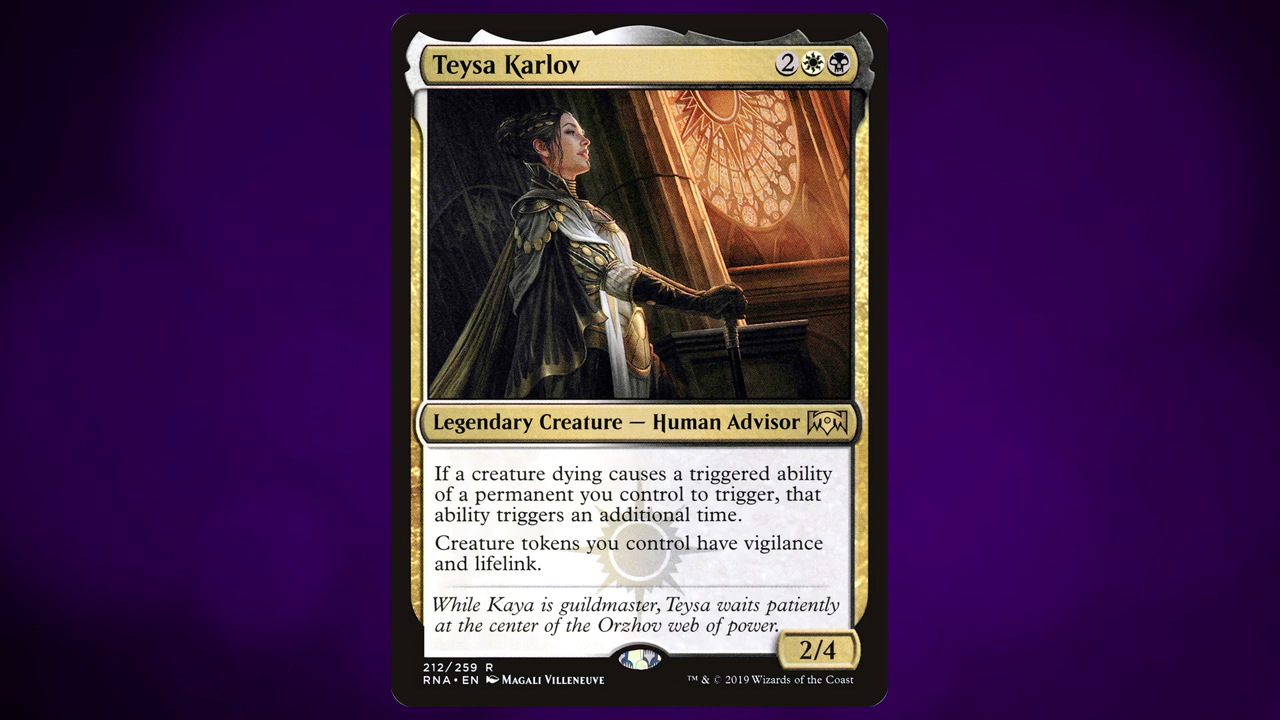 Teysa Karlov 2
Legendary Creature — Human Advisor
If a creature dying causes a triggered ability
of a permanent you control to trigger, that
ability triggers an additional time.
Creature tokens you control have vigilance
and lifelink.
While Kaya is guildmaster, Teysa waits patiently
at the center of the Orzhov web of power.
2/4
212/259 R
RNA • EN Magali Villeneuve
™ & © 2019 Wizards of the Coast